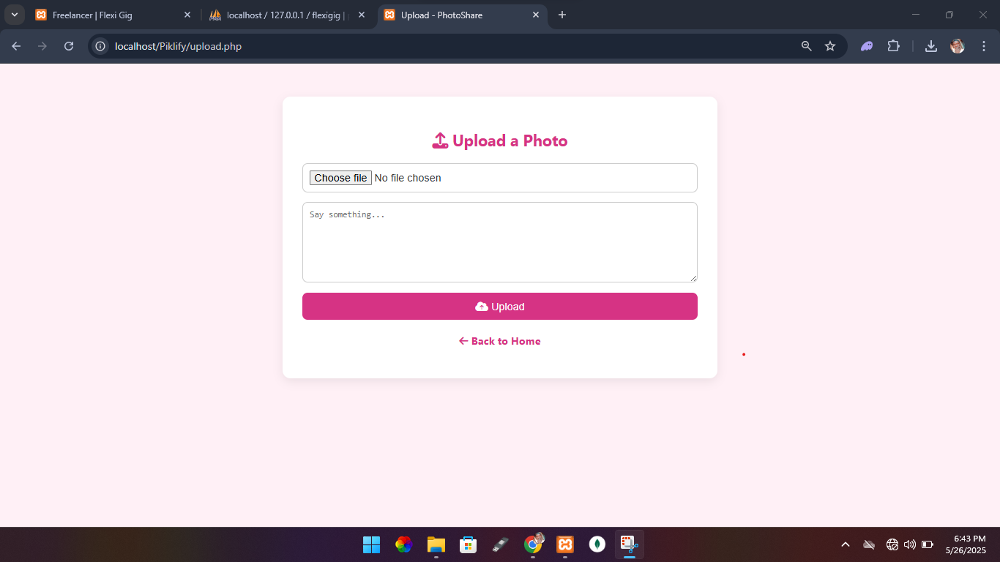 Freelancer | Flexi Gig
localhost / 127.0.0.1 / flexigig |
Upload - PhotoShare
localhost/Piklify/upload.php
Upload a Photo
Choose file No file chosen
Say something...
Upload
Back to Home
6:43 PM
5/26/2025